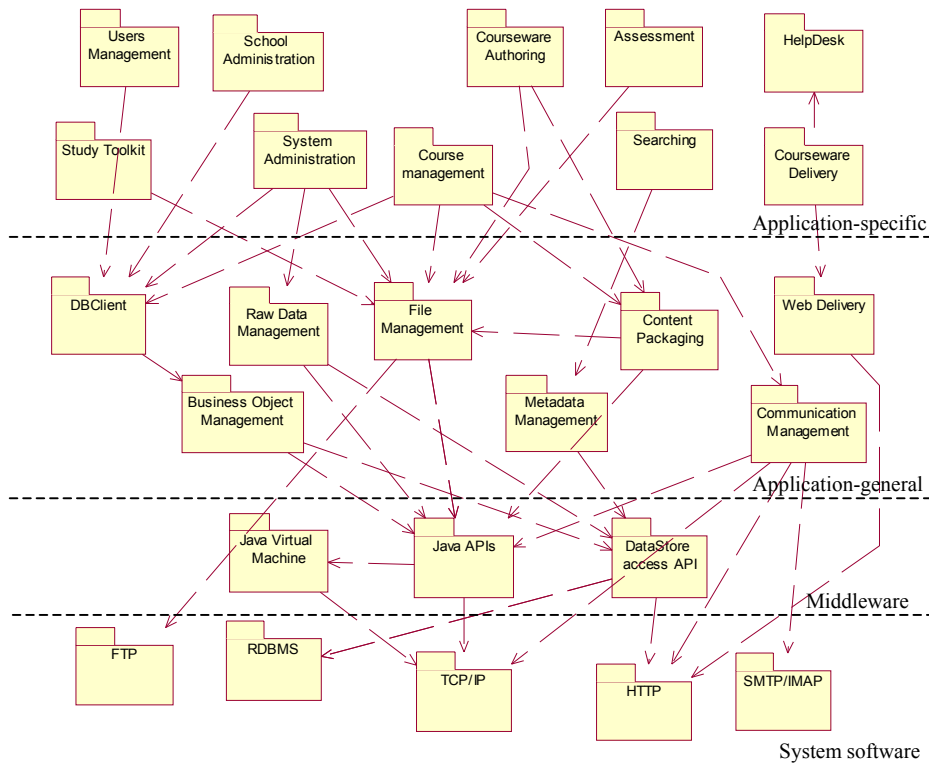 Users
Management
School
Administration
Courseware
Authoring
Assessment
HelpDesk
Study Toolkit
System
Administration
Course
management
Searching
Courseware
Delivery
Application-specific
DBClient
Raw Data
Management
File
Management
Content
Packaging
Web Delivery
Business Object
Management
Metadata
Management
Communication
Management
Application-general
Java Virtual
Machine
Java APIs
DataStore
access API
Middleware
FTP
RDBMS
TCP/IP
HTTP
SMTP/IMAP
System software